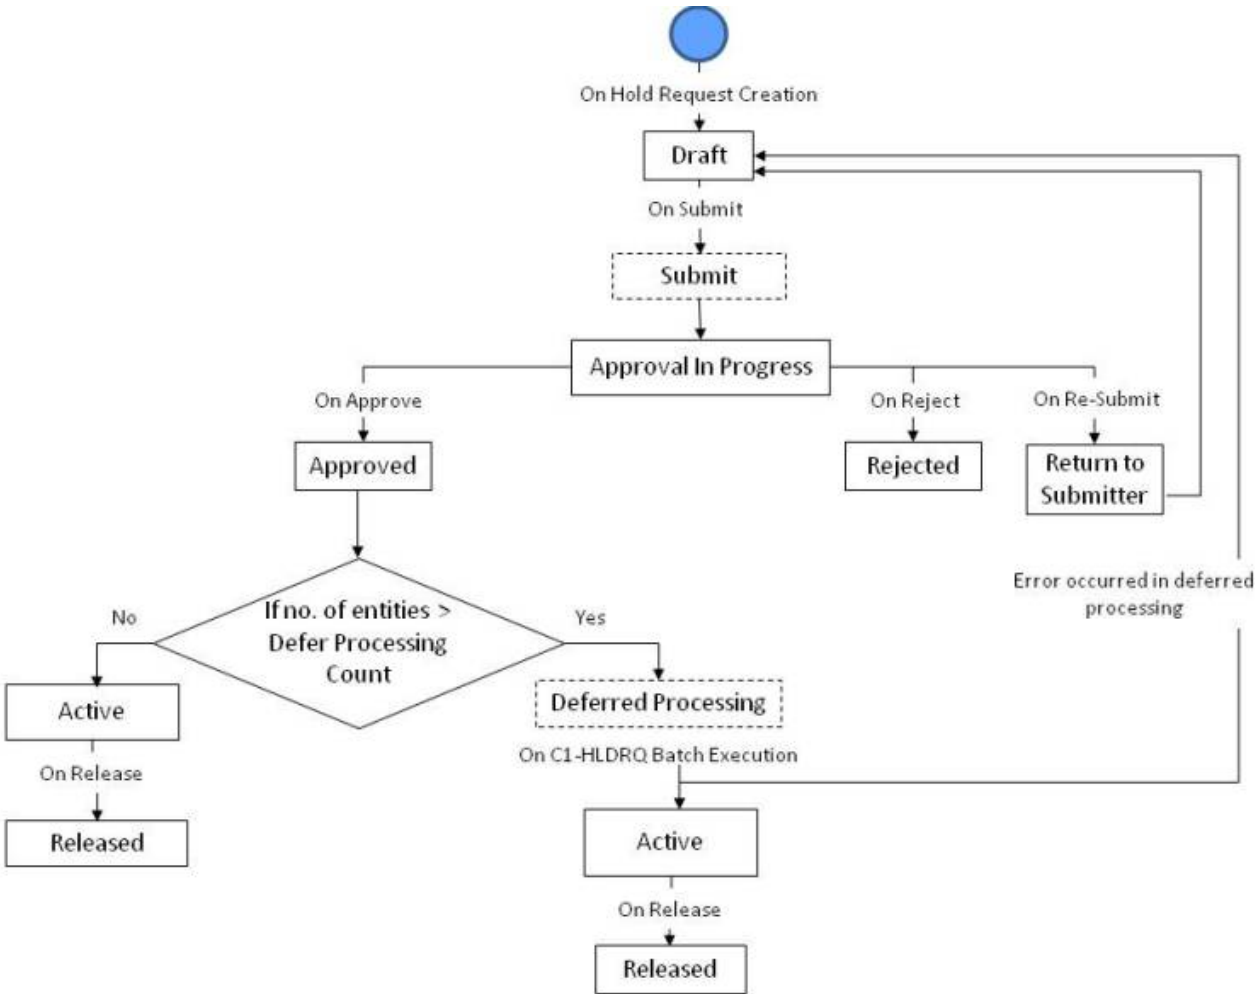 On Hold Request Creation
Draft
On Submit
Submit
Approval In Progress
On Approve
On Reject
On Re-Submit
Approved
Rejected
Return to
Submitter
Error occurred in deferred
processing
If no. of entities >
Defer Processing
Count
No
Yes
Active
Deferred Processing
On C1-HLDRQ Batch Execution
On Release
Released
Active
On Release
Released